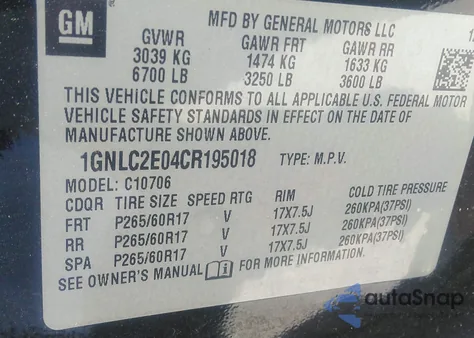 GM
MFD BY GENERAL MOTORS LLC
GVWR GAWR FRT GAWR RR
3039 KG 1474 KG 1633 KG
6700 LB 3250 LB 3600 LB
THIS VEHICLE CONFORMS TO ALL APPLICABLE U.S. FEDERAL MOTOR
VEHICLE SAFETY STANDARDS IN EFFECT ON THE DATE OF
MANUFACTURE SHOWN ABOVE.
1GNLC2E04CR195018 TYPE: M.P.V.
MODEL: C10706
CDQR TIRE SIZE SPEED RTG RIM COLD TIRE PRESSURE
FRT P265/60R17 V 17X7.5J 260KPA(37PSI)
RR P265/60R17 V 17X7.5J 260KPA(37PSI)
SPA P265/60R17 V 17X7.5J 260KPA(37PSI)
SEE OWNER'S MANUAL FOR MORE INFORMATION.
autoSnap